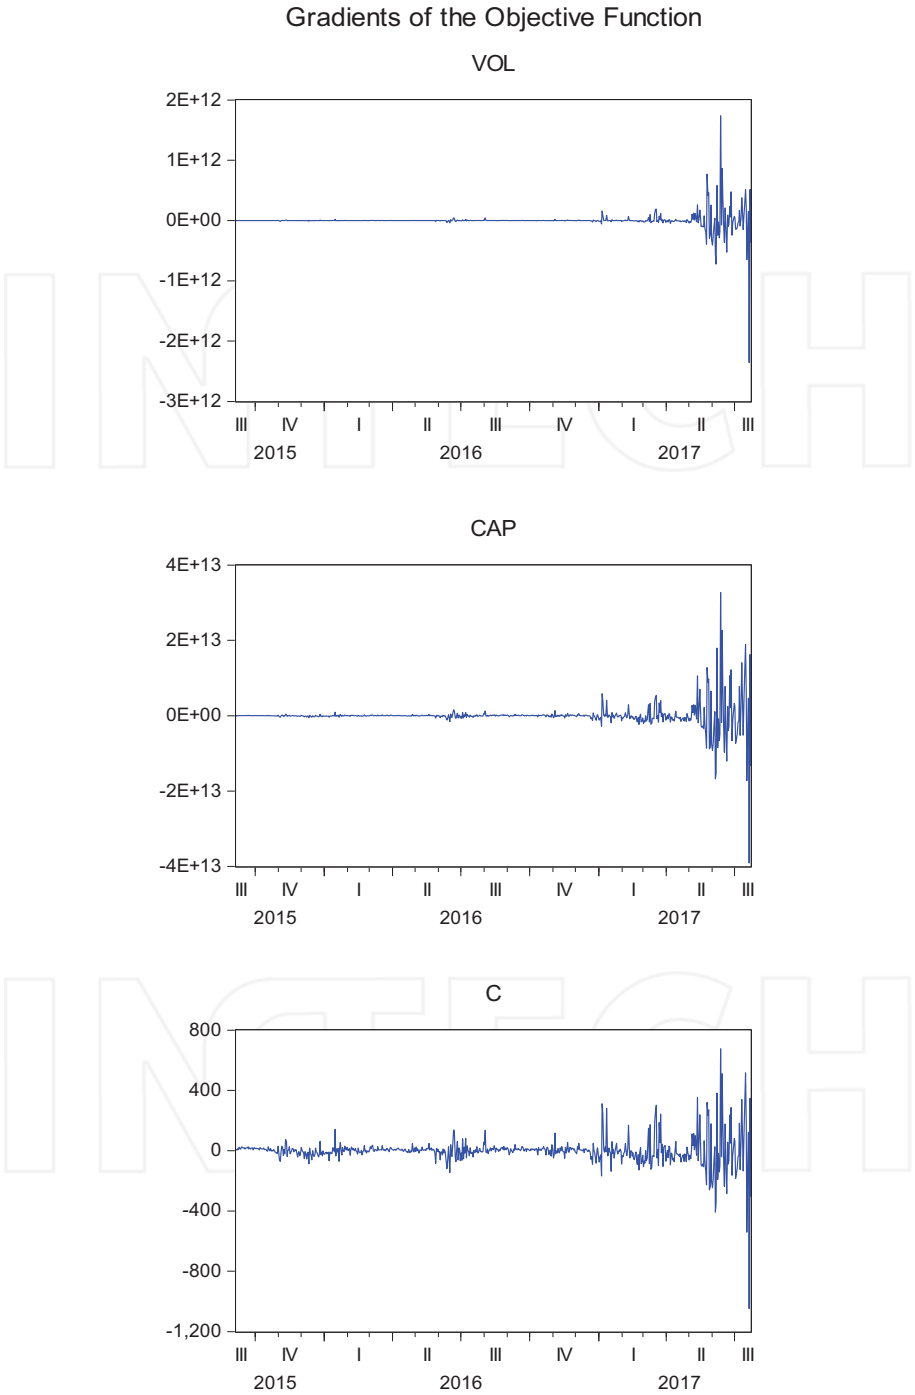 Gradients of the Objective Function
VOL
2E+12
1E+12
0E+00
-1E+12
-2E+12
-3E+12
III IV I II III IV I II III
2015 2016 2017
CAP
4E+13
2E+13
0E+00
-2E+13
-4E+13
III IV I II III IV I II III
2015 2016 2017
C
800
400
0
-400
-800
-1,200
III IV I II III IV I II III
2015 2016 2017
INTECH
INTECH